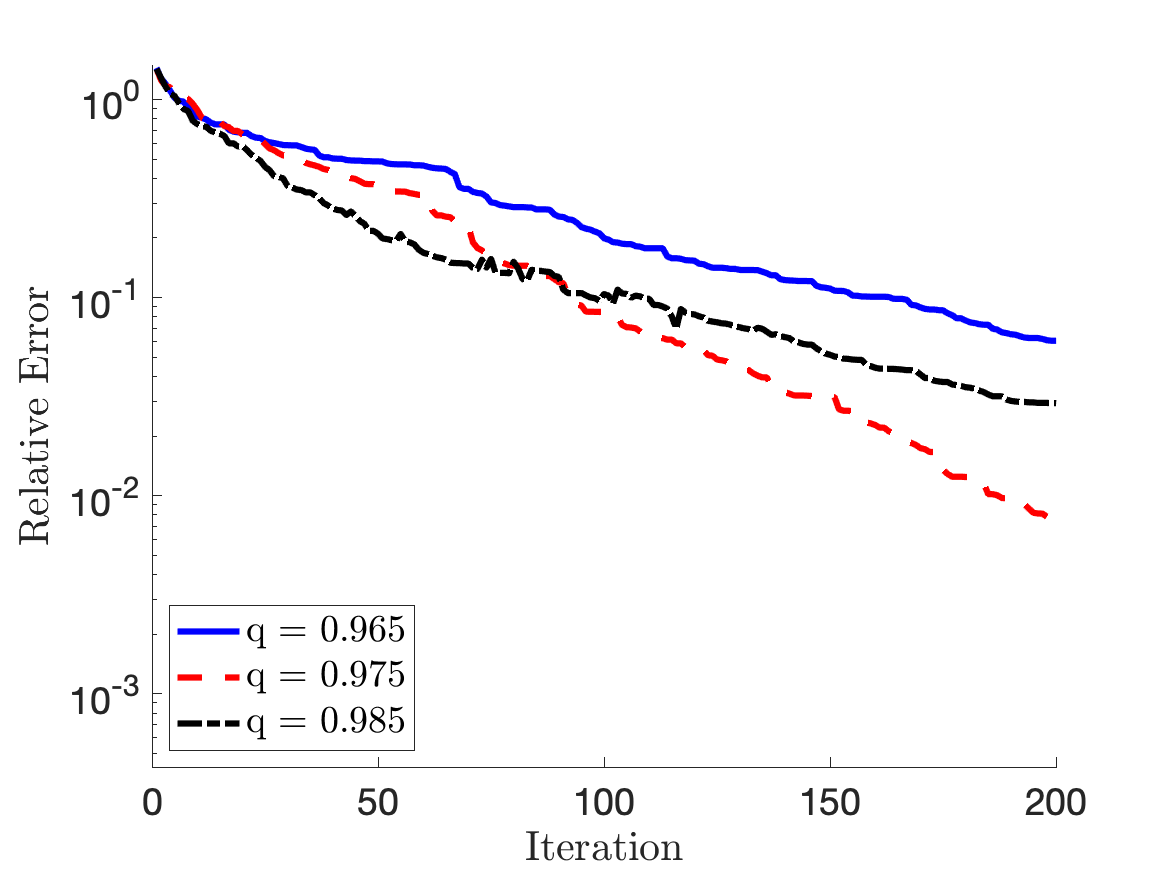 10^0
10^-1
10^-2
10^-3
Relative Error
q = 0.965
q = 0.975
q = 0.985
0 50 100 150 200
Iteration